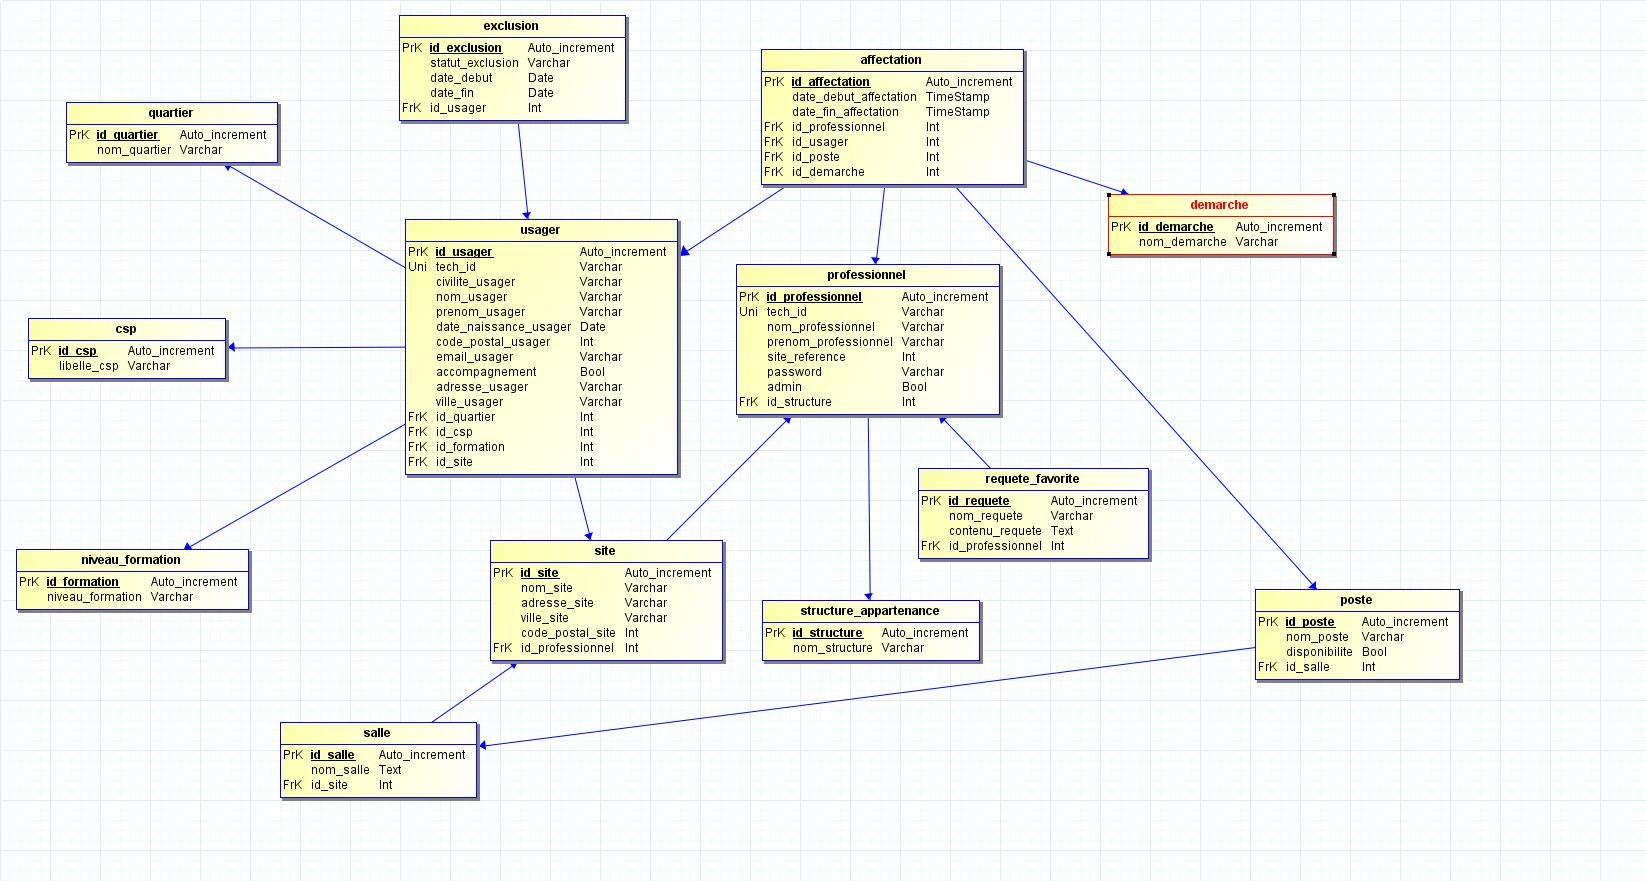 exclusion
PrK id_exclusion Auto_increment
statut_exclusion Varchar
date_debut Date
date_fin Date
FrK id_usager Int
affectation
PrK id_affectation Auto_increment
date_debut_affectation TimeStamp
date_fin_affectation TimeStamp
FrK id_professionnel Int
FrK id_usager Int
FrK id_poste Int
FrK id_demarche Int
quartier
PrK id_quartier Auto_increment
nom_quartier Varchar
demarche
PrK id_demarche Auto_increment
nom_demarche Varchar
usager
PrK id_usager Auto_increment
Uni tech_id Varchar
civilite_usager Varchar
nom_usager Varchar
prenom_usager Varchar
date_naissance_usager Date
code_postal_usager Int
email_usager Varchar
accompagnement Bool
adresse_usager Varchar
ville_usager Varchar
FrK id_quartier Int
FrK id_csp Int
FrK id_formation Int
FrK id_site Int
professionnel
PrK id_professionnel Auto_increment
Uni tech_id Varchar
nom_professionnel Varchar
prenom_professionnel Varchar
site_reference Int
password Varchar
admin Bool
FrK id_structure Int
csp
PrK id_csp Auto_increment
libelle_csp Varchar
requete_favorite
PrK id_requete Auto_increment
nom_requete Varchar
contenu_requete Text
FrK id_professionnel Int
niveau_formation
PrK id_formation Auto_increment
niveau_formation Varchar
site
PrK id_site Auto_increment
nom_site Varchar
adresse_site Varchar
ville_site Varchar
code_postal_site Int
FrK id_professionnel Int
structure_appartenance
PrK id_structure Auto_increment
nom_structure Varchar
poste
PrK id_poste Auto_increment
nom_poste Varchar
disponibilite Bool
FrK id_salle Int
salle
PrK id_salle Auto_increment
nom_salle Text
FrK id_site Int